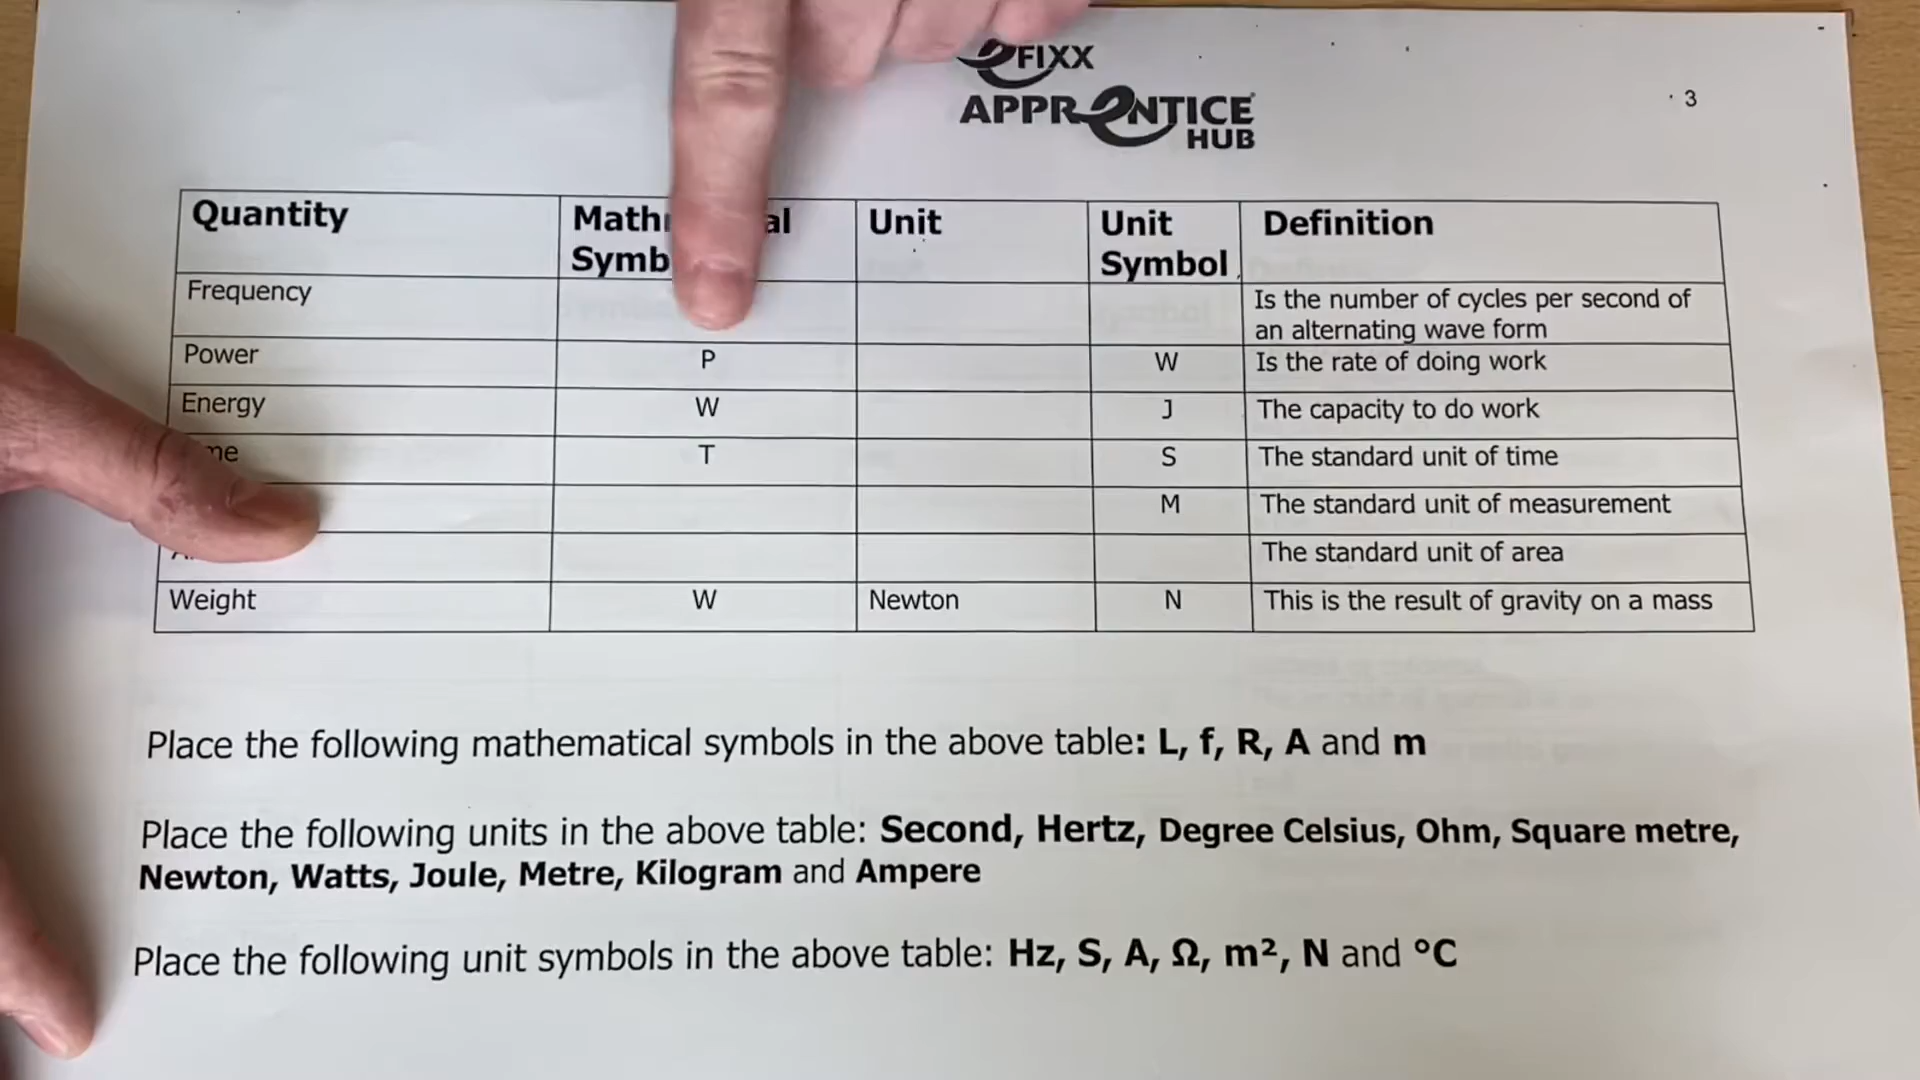 eFIXX
APPRENTICE
HUB
3
Quantity Unit Unit Definition
Symbol
Frequency Is the number of cycles per second of
an alternating wave form
Power P W Is the rate of doing work
Energy W J The capacity to do work
T S The standard unit of time
M The standard unit of measurement
The standard unit of area
Weight W Newton N This is the result of gravity on a mass
Place the following mathematical symbols in the above table: L, f, R, A and m
Place the following units in the above table: Second, Hertz, Degree Celsius, Ohm, Square metre,
Newton, Watts, Joule, Metre, Kilogram and Ampere
Place the following unit symbols in the above table: Hz, S, A, Ω, m², N and °C